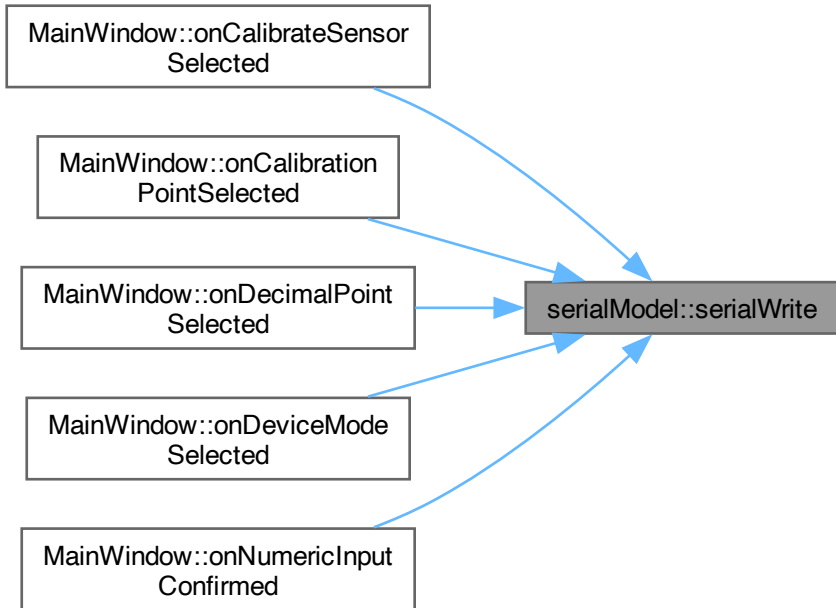 MainWindow::onCalibrateSensor
Selected
MainWindow::onCalibration
PointSelected
MainWindow::onDecimalPoint
Selected
serialModel::serialWrite
MainWindow::onDeviceMode
Selected
MainWindow::onNumericInput
Confirmed